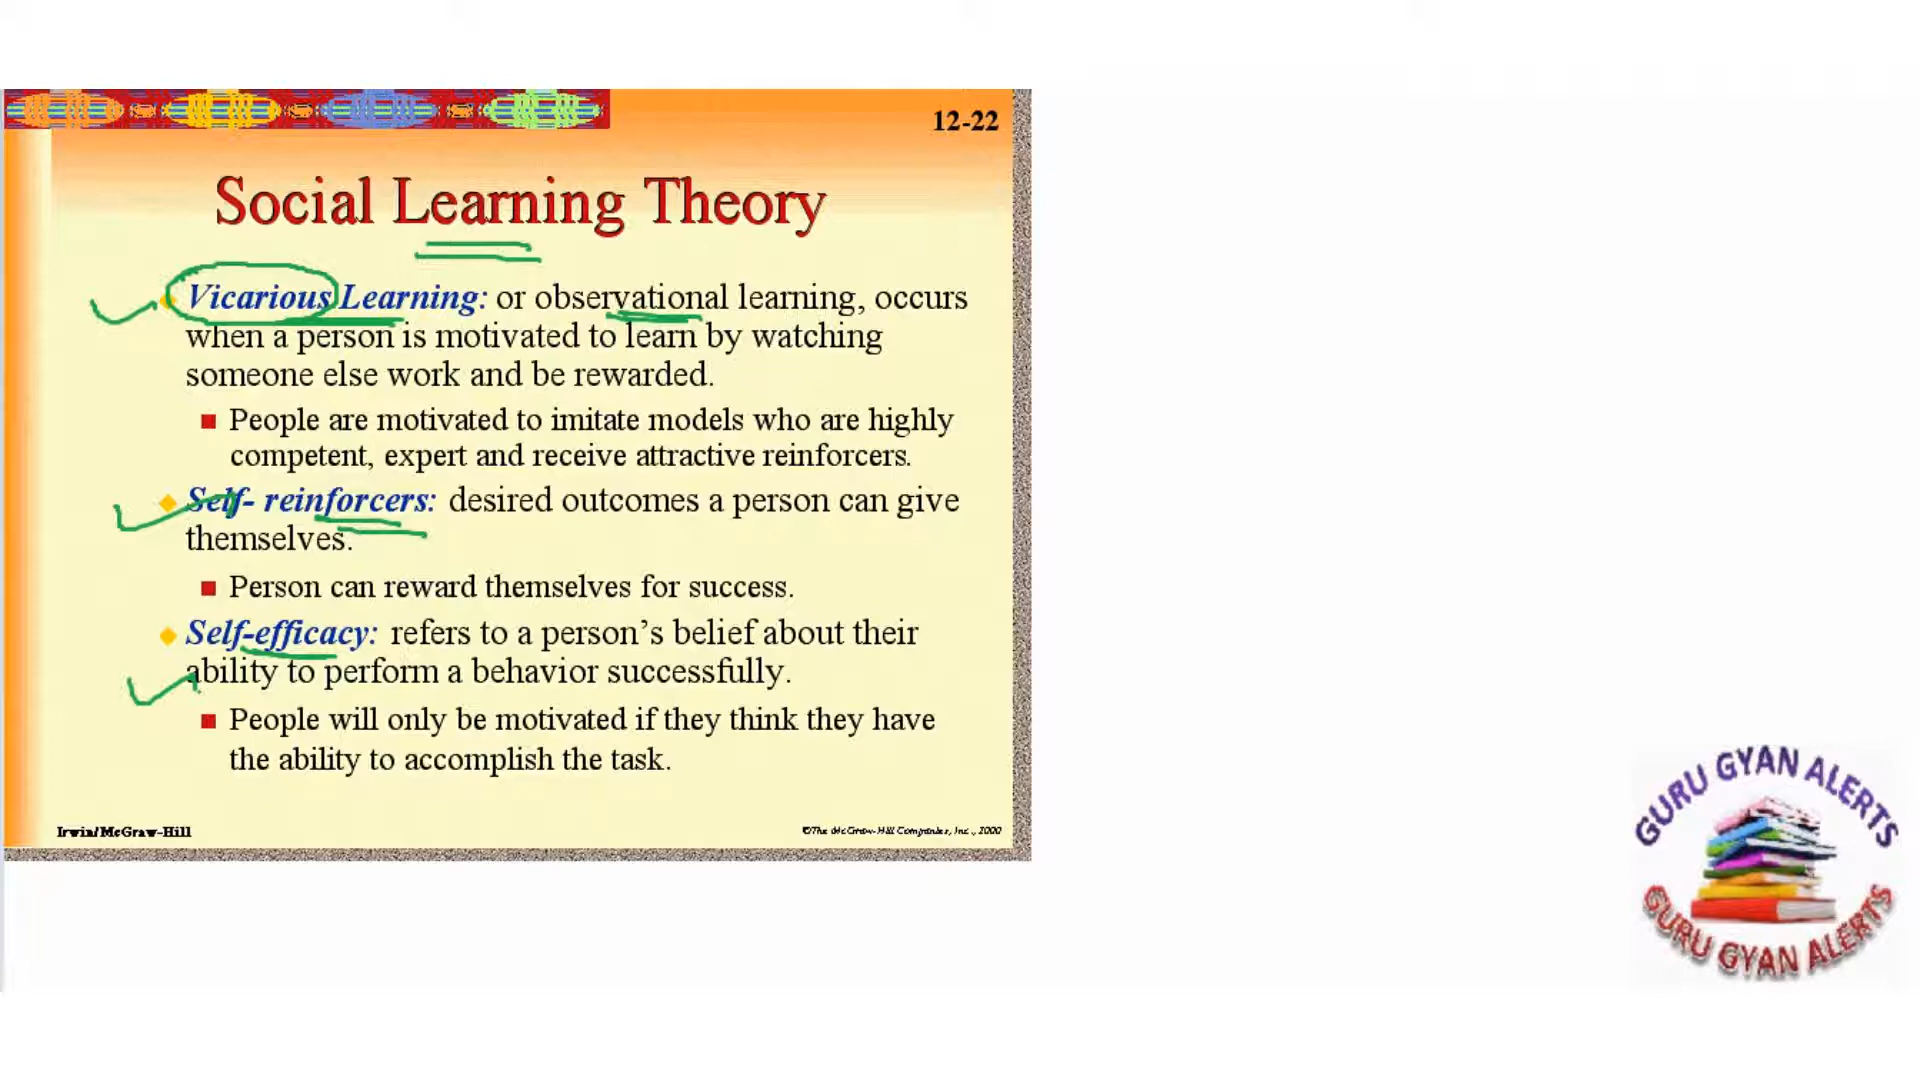 12-22
Social Learning Theory
Vicarious Learning: or observational learning, occurs
when a person is motivated to learn by watching
someone else work and be rewarded.
People are motivated to imitate models who are highly
competent, expert and receive attractive reinforcers.
Self- reinforcers: desired outcomes a person can give
themselves.
Person can reward themselves for success.
Self-efficacy: refers to a person’s belief about their
ability to perform a behavior successfully.
People will only be motivated if they think they have
the ability to accomplish the task.
Irwin/McGraw-Hill
©The McGraw-Hill Companies, Inc., 2000
GURU GYAN ALERTS
GURU GYAN ALERTS